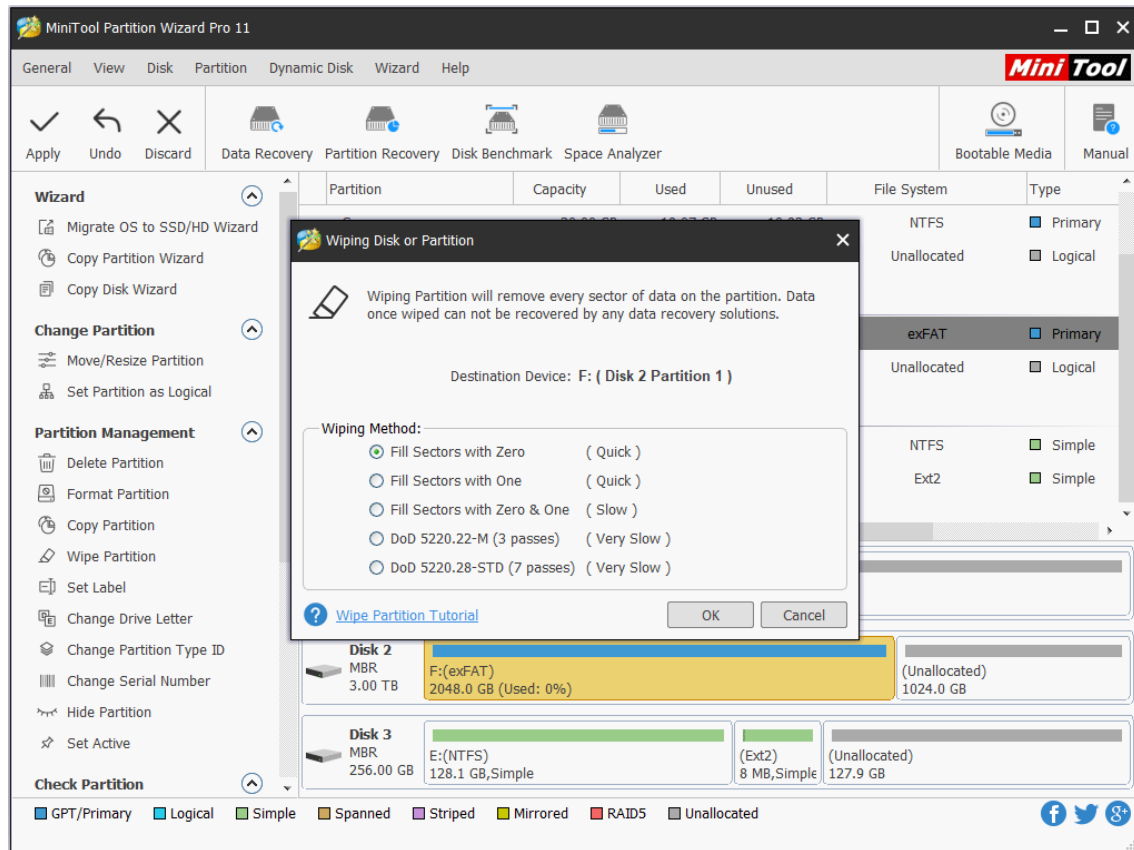 MiniTool Partition Wizard Pro 11
General View Disk Partition Dynamic Disk Wizard Help
Mini Tool
Apply Undo Discard Data Recovery Partition Recovery Disk Benchmark Space Analyzer Bootable Media Manual
Wizard
Migrate OS to SSD/HD Wizard
Copy Partition Wizard
Copy Disk Wizard
Change Partition
Move/Resize Partition
Set Partition as Logical
Partition Management
Delete Partition
Format Partition
Copy Partition
Wipe Partition
Set Label
Change Drive Letter
Change Partition Type ID
Change Serial Number
Hide Partition
Set Active
Check Partition
Partition Capacity Used Unused File System Type
NTFS Primary
Unallocated Logical
exFAT Primary
Unallocated Logical
NTFS Simple
Ext2 Simple
Wiping Disk or Partition
Wiping Partition will remove every sector of data on the partition. Data
once wiped can not be recovered by any data recovery solutions.
Destination Device: F: ( Disk 2 Partition 1 )
Wiping Method:
Fill Sectors with Zero ( Quick )
Fill Sectors with One ( Quick )
Fill Sectors with Zero & One ( Slow )
DoD 5220.22-M (3 passes) ( Very Slow )
DoD 5220.28-STD (7 passes) ( Very Slow )
Wipe Partition Tutorial
OK Cancel
Disk 2
MBR
3.00 TB
F:(exFAT)
2048.0 GB (Used: 0%)
(Unallocated)
1024.0 GB
Disk 3
MBR
256.00 GB
E:(NTFS)
128.1 GB,Simple
(Ext2)
8 MB,Simple
(Unallocated)
127.9 GB
GPT/Primary Logical Simple Spanned Striped Mirrored RAID5 Unallocated